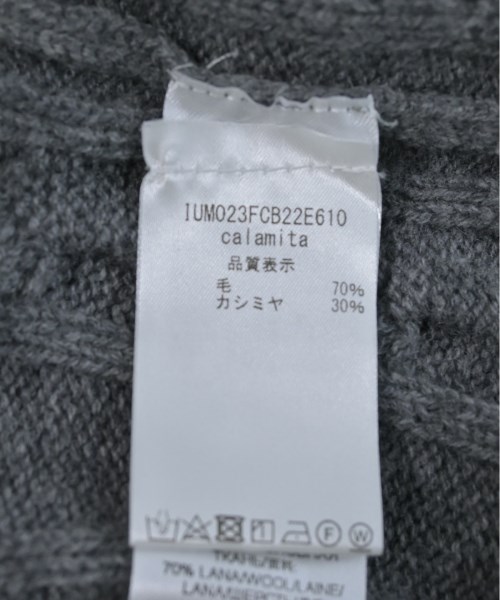 IUM023FCB22E610
calamita
品質表示
毛 70%
カシミヤ 30%
F W
70% LANA/WOOL/LAINE/